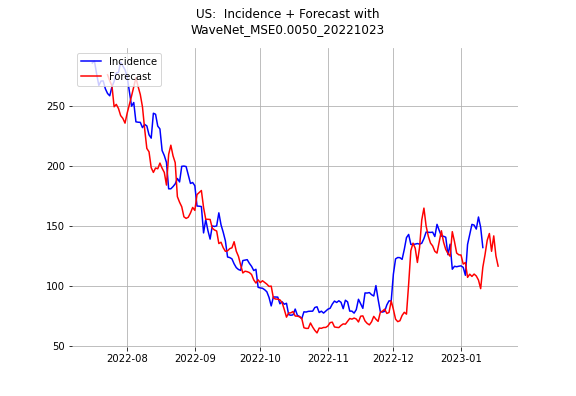 US:  Incidence + Forecast with
WaveNet_MSE0.0050_20221023
Incidence
Forecast
250
200
150
100
50
2022-08
2022-09
2022-10
2022-11
2022-12
2023-01